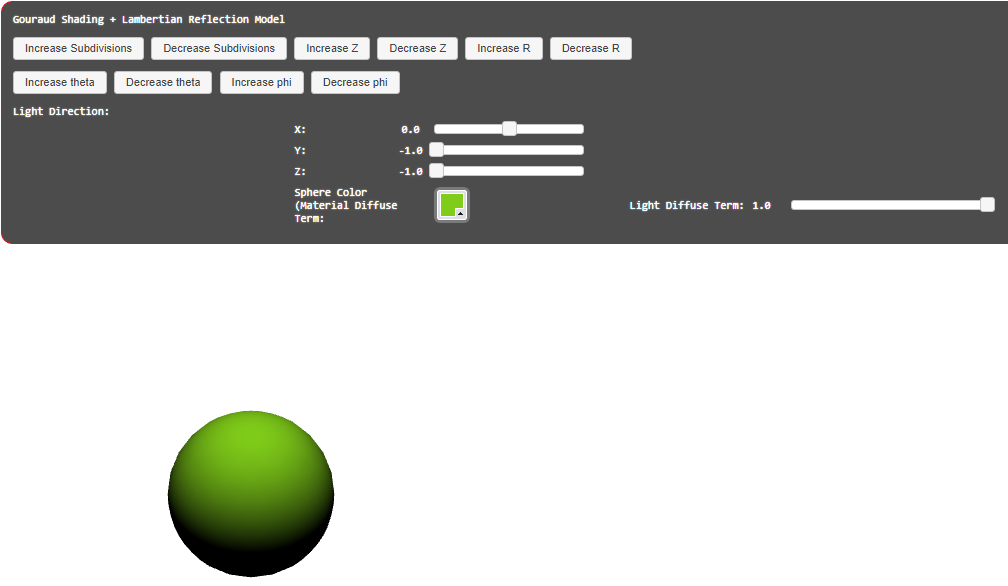 Gouraud Shading + Lambertian Reflection Model
Increase Subdivisions Decrease Subdivisions Increase Z Decrease Z Increase R Decrease R
Increase theta Decrease theta Increase phi Decrease phi
Light Direction:
X: 0.0
Y: -1.0
Z: -1.0
Sphere Color
(Material Diffuse
Term:
Light Diffuse Term: 1.0